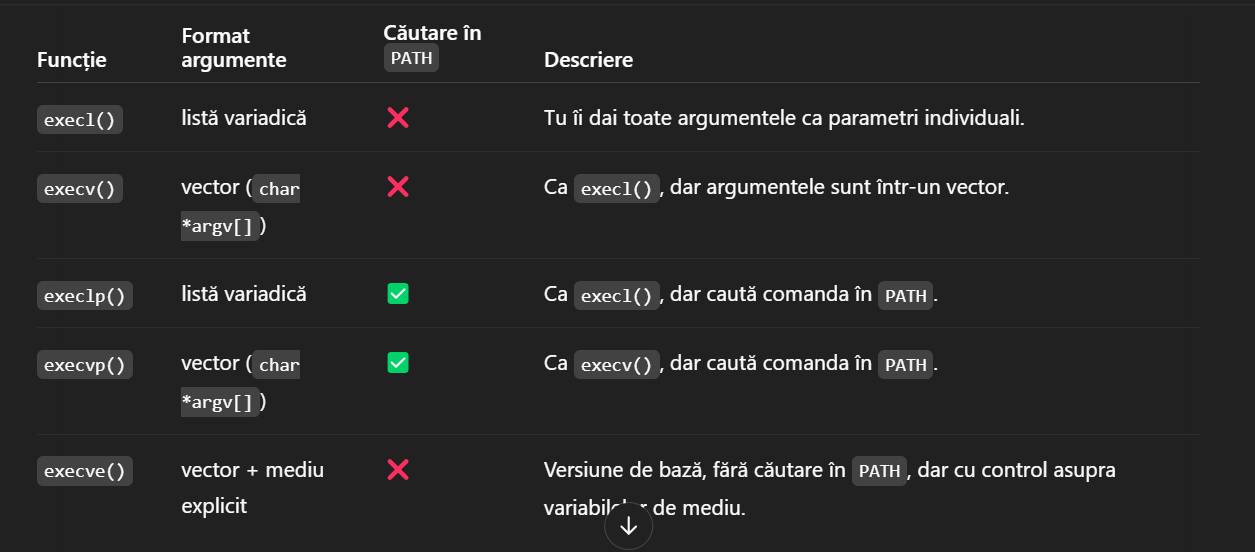 Funcție Format argumente Căutare în PATH Descriere
execl() listă variadică ❌ Tu îi dai toate argumentele ca parametri individuali.
execv() vector (char ❌ Ca execl(), dar argumentele sunt într-un vector.
*argv[])
execlp() listă variadică ✅ Ca execl(), dar caută comanda în PATH.
execvp() vector (char ✅ Ca execv(), dar caută comanda în PATH.
*argv[])
execve() vector + mediu ❌ Versiune de bază, fără căutare în PATH, dar cu control asupra
explicit variabilelor de mediu.